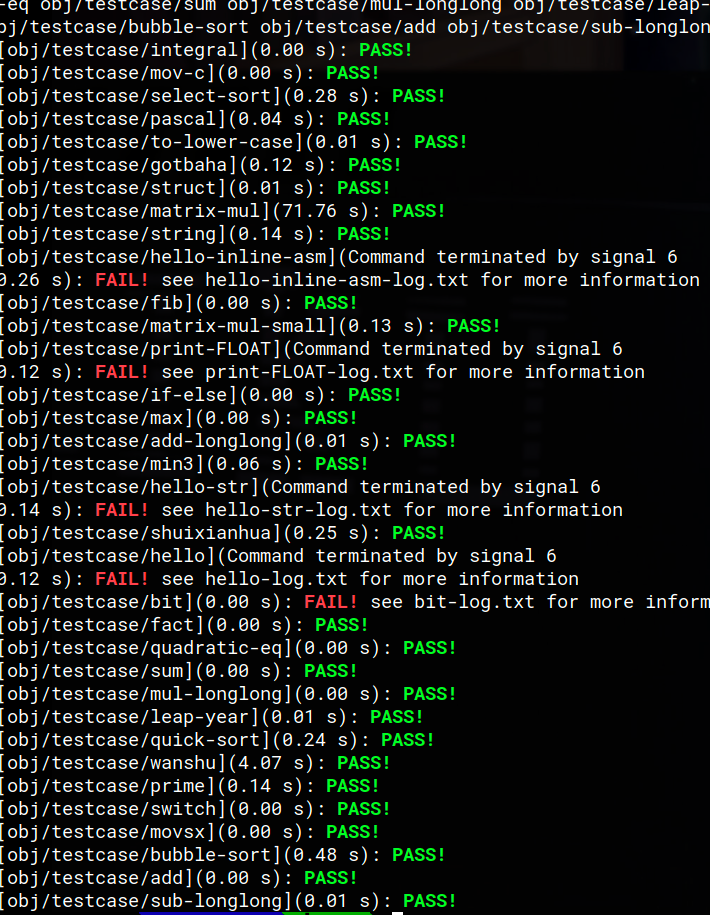 -eq obj/testcase/sum obj/testcase/mul-longlong obj/testcase/leap-
obj/testcase/bubble-sort obj/testcase/add obj/testcase/sub-longlon
[obj/testcase/integral](0.00 s): PASS!
[obj/testcase/mov-c](0.00 s): PASS!
[obj/testcase/select-sort](0.28 s): PASS!
[obj/testcase/pascal](0.04 s): PASS!
[obj/testcase/to-lower-case](0.01 s): PASS!
[obj/testcase/gotbaha](0.12 s): PASS!
[obj/testcase/struct](0.01 s): PASS!
[obj/testcase/matrix-mul](71.76 s): PASS!
[obj/testcase/string](0.14 s): PASS!
[obj/testcase/hello-inline-asm](Command terminated by signal 6
0.26 s): FAIL! see hello-inline-asm-log.txt for more information
[obj/testcase/fib](0.00 s): PASS!
[obj/testcase/matrix-mul-small](0.13 s): PASS!
[obj/testcase/print-FLOAT](Command terminated by signal 6
0.12 s): FAIL! see print-FLOAT-log.txt for more information
[obj/testcase/if-else](0.00 s): PASS!
[obj/testcase/max](0.00 s): PASS!
[obj/testcase/add-longlong](0.01 s): PASS!
[obj/testcase/min3](0.06 s): PASS!
[obj/testcase/hello-str](Command terminated by signal 6
0.14 s): FAIL! see hello-str-log.txt for more information
[obj/testcase/shuixianhua](0.25 s): PASS!
[obj/testcase/hello](Command terminated by signal 6
0.12 s): FAIL! see hello-log.txt for more information
[obj/testcase/bit](0.00 s): FAIL! see bit-log.txt for more inform
[obj/testcase/fact](0.00 s): PASS!
[obj/testcase/quadratic-eq](0.00 s): PASS!
[obj/testcase/sum](0.00 s): PASS!
[obj/testcase/mul-longlong](0.00 s): PASS!
[obj/testcase/leap-year](0.01 s): PASS!
[obj/testcase/quick-sort](0.24 s): PASS!
[obj/testcase/wanshu](4.07 s): PASS!
[obj/testcase/prime](0.14 s): PASS!
[obj/testcase/switch](0.00 s): PASS!
[obj/testcase/movsx](0.00 s): PASS!
[obj/testcase/bubble-sort](0.48 s): PASS!
[obj/testcase/add](0.00 s): PASS!
[obj/testcase/sub-longlong](0.01 s): PASS!